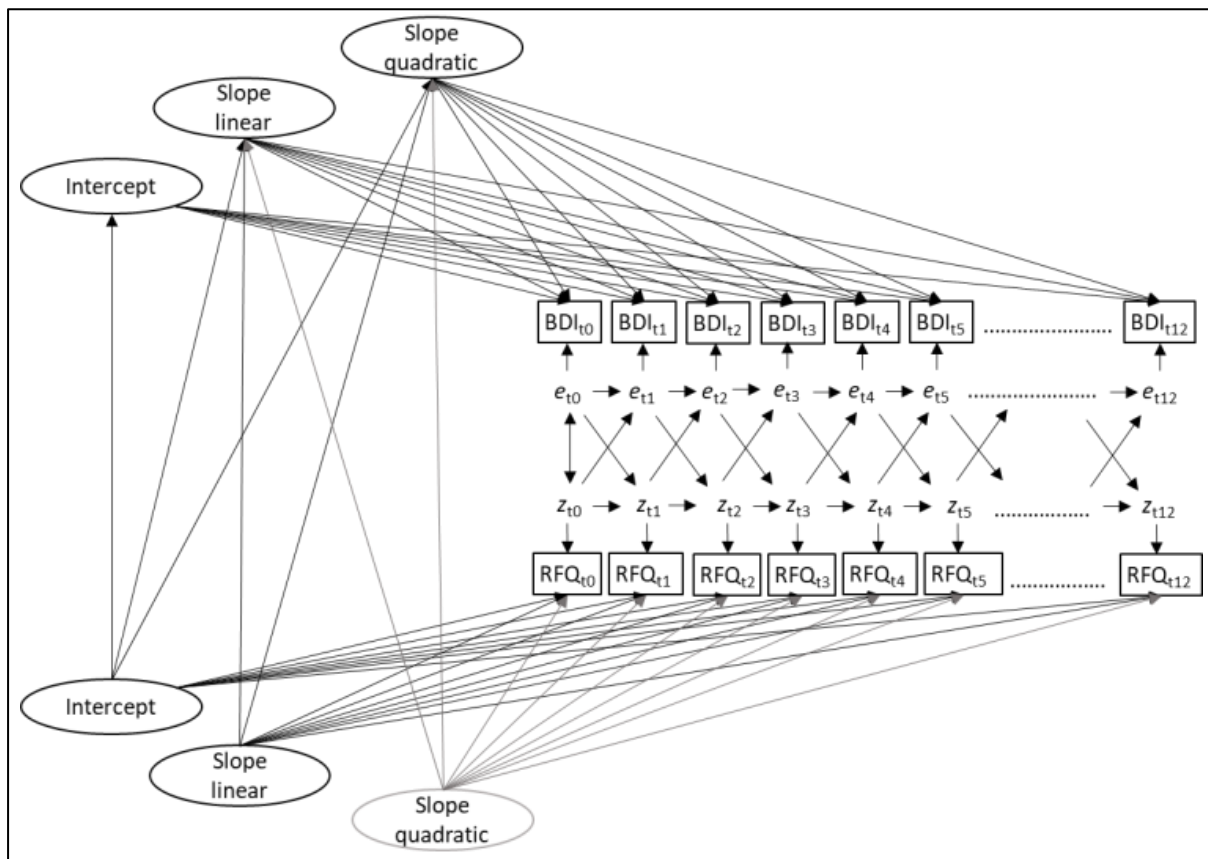 Slope
quadratic
Slope
linear
Intercept
BDIt0 BDIt1 BDIt2 BDIt3 BDIt4 BDIt5 ...................... BDIt12
et0 et1 et2 et3 et4 et5 ...................... et12
zt0 zt1 zt2 zt3 zt4 zt5 ................ zt12
RFQt0 RFQt1 RFQt2 RFQt3 RFQt4 RFQt5 ................ RFQt12
Intercept
Slope
linear
Slope
quadratic